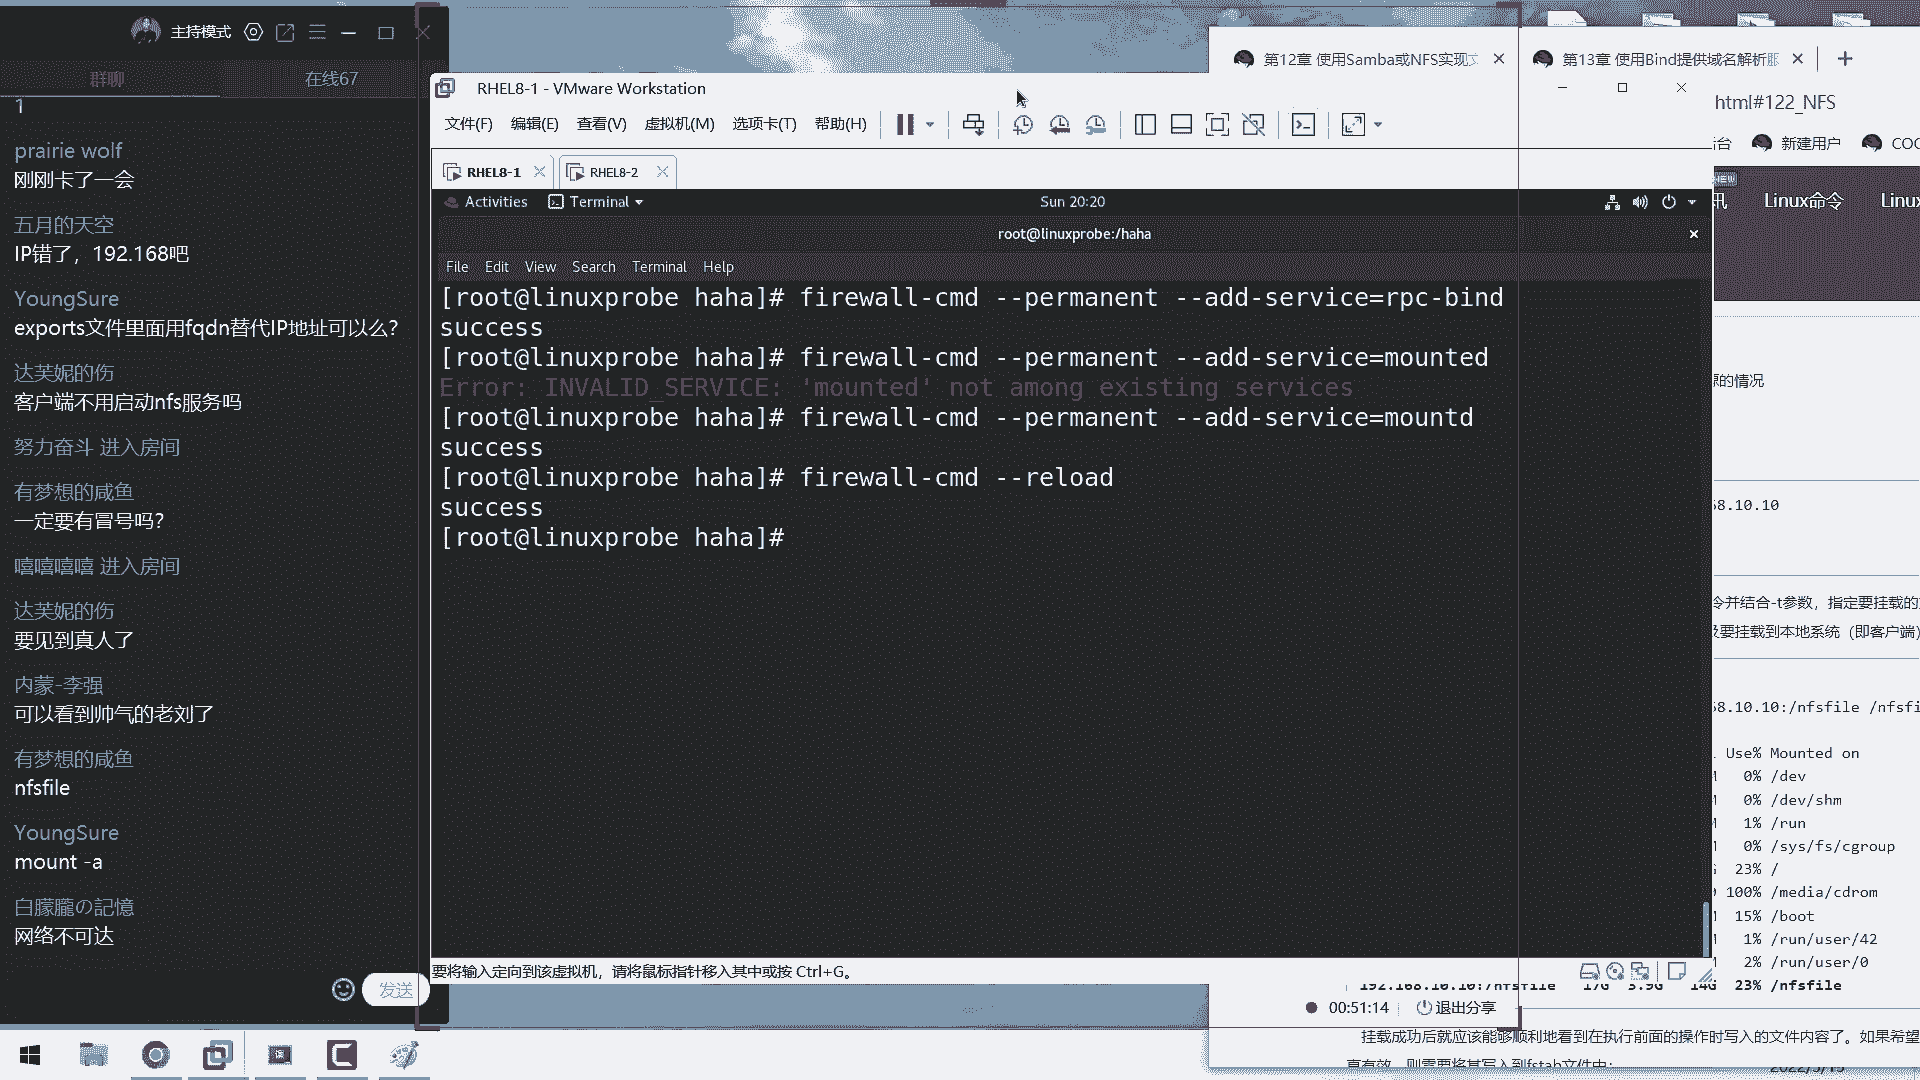 主持模式
群聊
在线67
1
prairie wolf
刚刚卡了一会
五月的天空
IP错了，192.168吧
YoungSure
exports文件里面用fqdn替代IP地址可以么？
达芙妮的伤
客户端不用启动nfs服务吗
努力奋斗 进入房间
有梦想的咸鱼
一定要有冒号吗？
嘻嘻嘻嘻 进入房间
达芙妮的伤
要见到真人了
内蒙-李强
可以看到帅气的老刘了
有梦想的咸鱼
nfsfile
YoungSure
mount -a
白朦朧の記憶
网络不可达
发送
第12章 使用Samba或NFS实现文
第13章 使用Bind提供域名解析服
RHEL8-1 - VMware Workstation
文件(F) 编辑(E) 查看(V) 虚拟机(M) 选项卡(T) 帮助(H)
RHEL8-1
RHEL8-2
Activities
Terminal
Sun 20:20
root@linuxprobe:/haha
File Edit View Search Terminal Help
[root@linuxprobe haha]# firewall-cmd --permanent --add-service=rpc-bind
success
[root@linuxprobe haha]# firewall-cmd --permanent --add-service=mounted
Error: INVALID_SERVICE: 'mounted' not among existing services
[root@linuxprobe haha]# firewall-cmd --permanent --add-service=mountd
success
[root@linuxprobe haha]# firewall-cmd --reload
success
[root@linuxprobe haha]#
要将输入定向到该虚拟机，请将鼠标指针移入其中或按 Ctrl+G。
html#122_NFS
台 新建用户 COC
NEW
讯 Linux命令 Linux
源的情况
68.10.10
令并结合-t参数，指定要挂载的
及要挂载到本地系统（即客户端）
68.10.10:/nfsfile /nfsfi
Use% Mounted on
0% /dev
0% /dev/shm
1% /run
0% /sys/fs/cgroup
23% /
100% /media/cdrom
15% /boot
1% /run/user/42
2% /run/user/0
192.168.10.10:/nfsfile 17G 3.9G 14G 23% /nfsfile
00:51:14
退出分享
挂载成功后就应该能够顺利地看到在执行前面的操作时写入的文件内容了。如果希望
直有效，则需要将其写入到fstab文件中：
2022/5/15